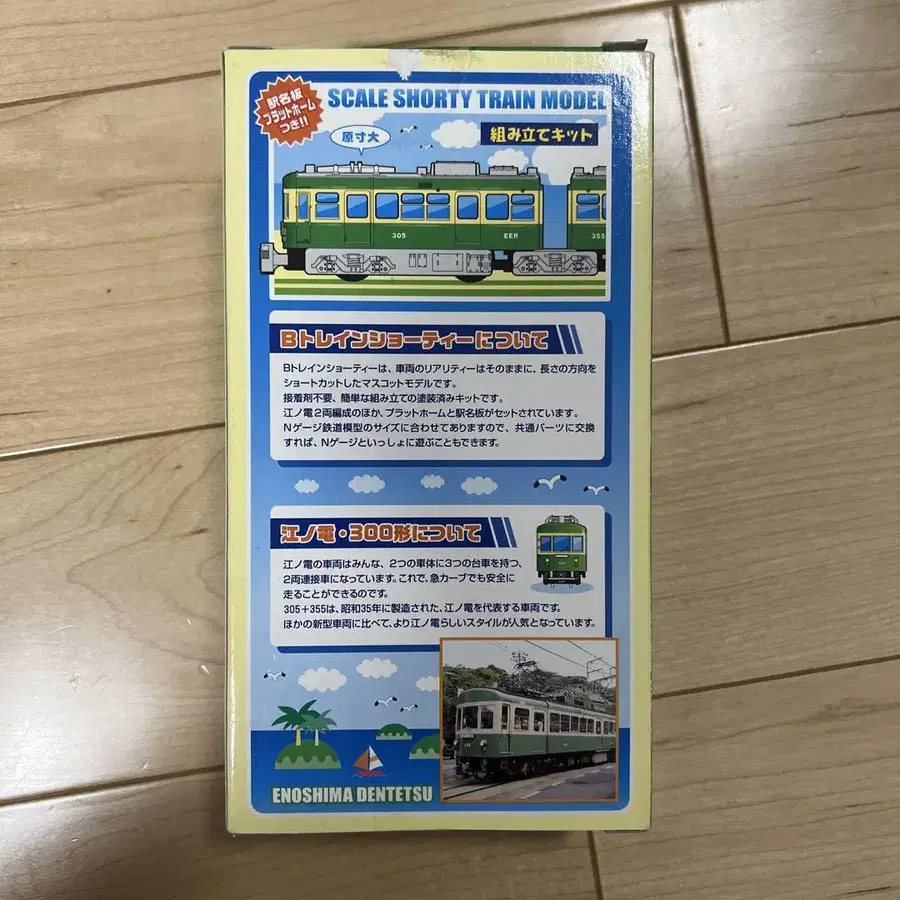 駅名板
プラットホーム
つき!!
SCALE SHORTY TRAIN MODEL
原寸大
組み立てキット
305
EER
355
Bトレインショーティーについて
Bトレインショーティーは、車両のリアリティーはそのままに、長さの方向を
ショートカットしたマスコットモデルです。
接着剤不要、簡単な組み立ての塗装済みキットです。
江ノ電2両編成のほか、プラットホームと駅名板がセットされています。
Nゲージ鉄道模型のサイズに合わせてありますので、共通パーツに交換
すれば、Nゲージといっしょに遊ぶこともできます。
江ノ電・300形について
江ノ電の車両はみんな、2つの車体に3つの台車を持つ、
2両連接車になっています。これで、急カーブでも安全に
走ることができるのです。
305+355は、昭和35年に製造された、江ノ電を代表する車両です。
ほかの新型車両に比べて、より江ノ電らしいスタイルが人気となっています。
ENOSHIMA DENTETSU